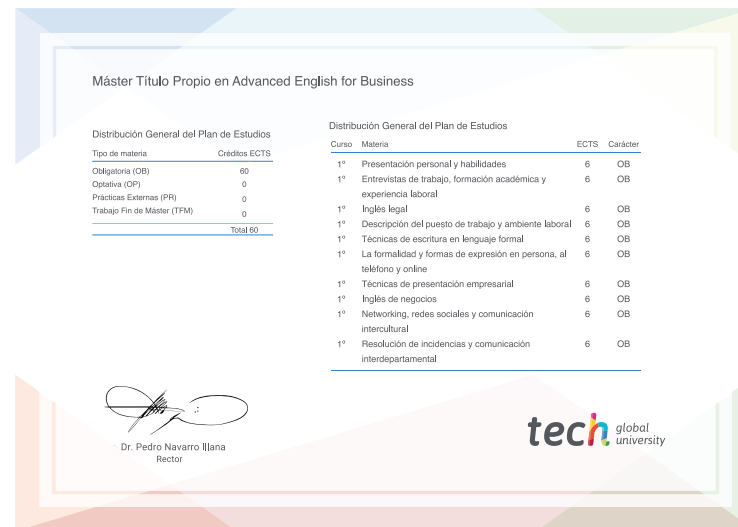 Máster Título Propio en Advanced English for Business
Distribución General del Plan de Estudios
Tipo de materia Créditos ECTS
Obligatoria (OB) 60
Optativa (OP) 0
Prácticas Externas (PR) 0
Trabajo Fin de Máster (TFM) 0
Total 60
Distribución General del Plan de Estudios
Curso Materia ECTS Carácter
1º Presentación personal y habilidades 6 OB
1º Entrevistas de trabajo, formación académica y 6 OB
experiencia laboral
1º Inglés legal 6 OB
1º Descripción del puesto de trabajo y ambiente laboral 6 OB
1º Técnicas de escritura en lenguaje formal 6 OB
1º La formalidad y formas de expresión en persona, al 6 OB
teléfono y online
1º Técnicas de presentación empresarial 6 OB
1º Inglés de negocios 6 OB
1º Networking, redes sociales y comunicación 6 OB
intercultural
1º Resolución de incidencias y comunicación 6 OB
interdepartamental
Dr. Pedro Navarro Illana
Rector
tech global
university